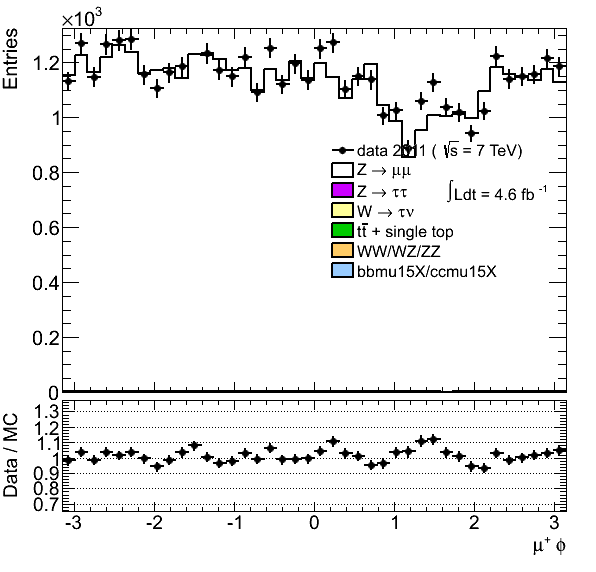 ×10³
Entries
1.2
1
0.8
0.6
0.4
0.2
0
data 2011 ( √s = 7 TeV)
Z → μμ
Z → ττ
∫Ldt = 4.6 fb⁻¹
W → τν
tt̄ + single top
WW/WZ/ZZ
bbmu15X/ccmu15X
Data / MC
1.3
1.2
1.1
1
0.9
0.8
0.7
-3 -2 -1 0 1 2 3
μ⁺ ϕ